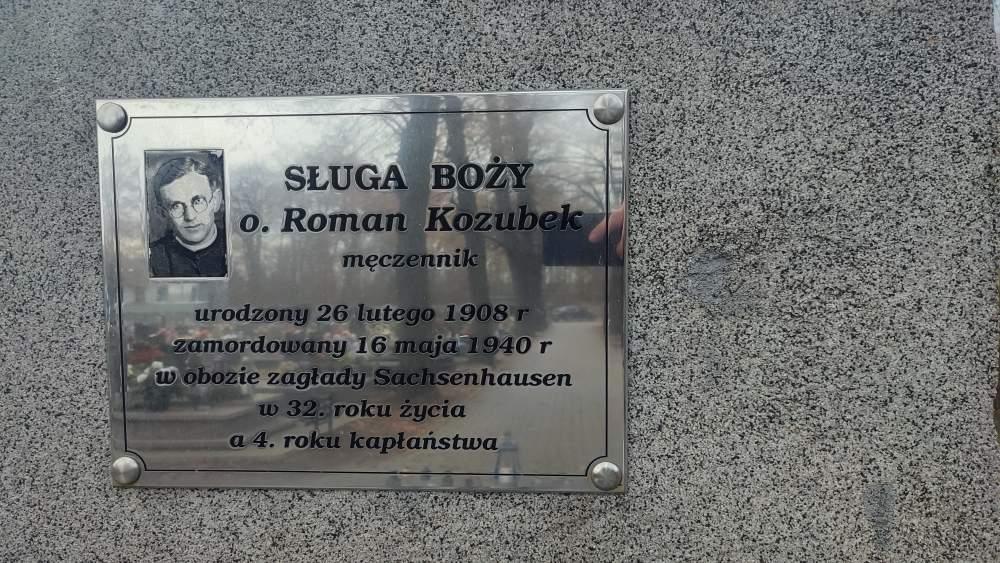 SŁUGA BOŻY
o. Roman Kozubek
męczennik
urodzony 26 lutego 1908 r
zamordowany 16 maja 1940 r
w obozie zagłady Sachsenhausen
w 32. roku życia
a 4. roku kapłaństwa